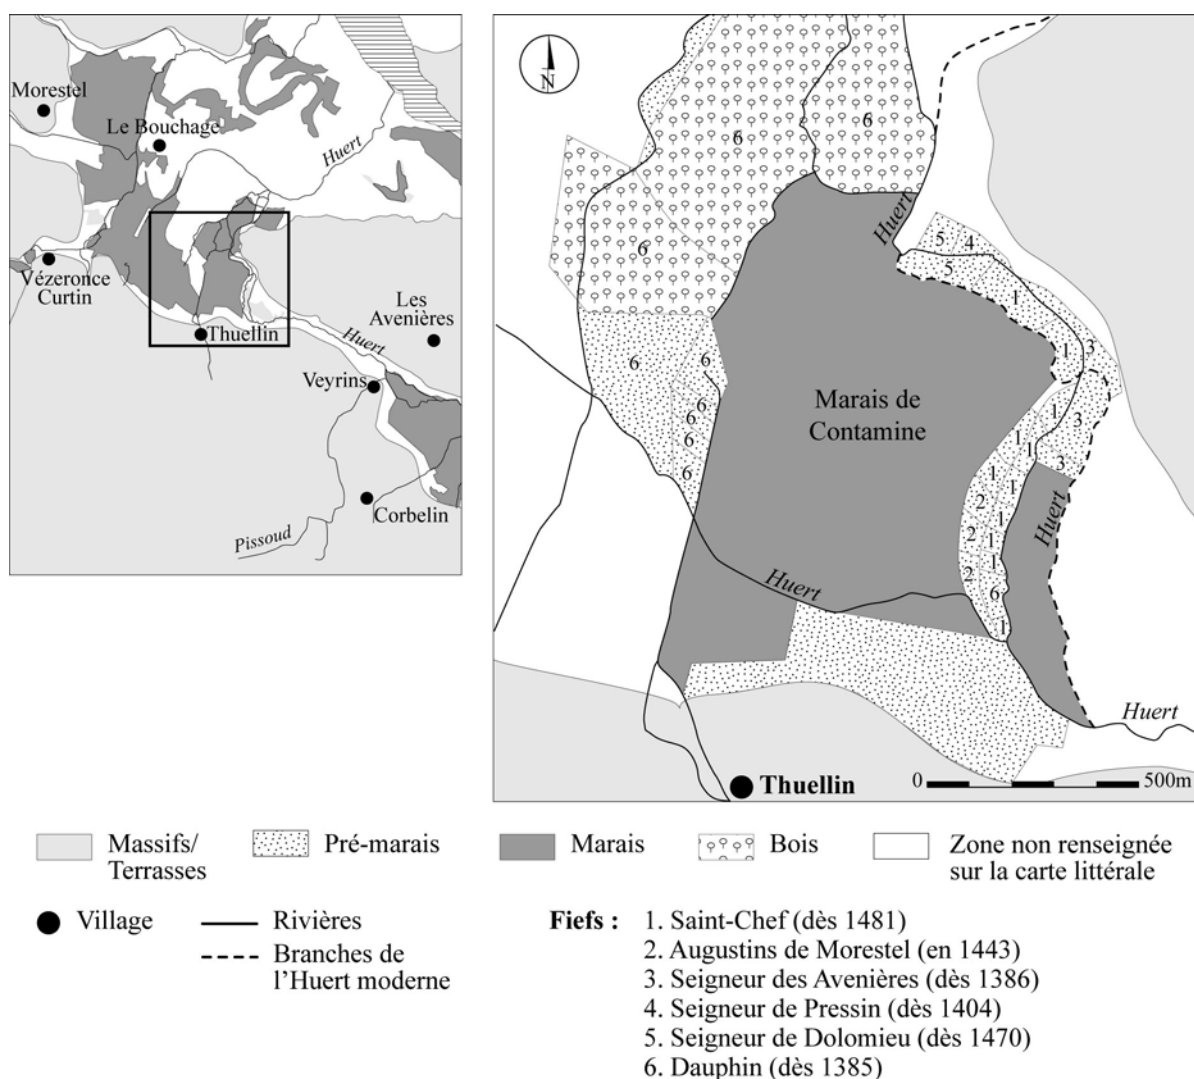 Morestel
Le Bouchage
Huert
Vézeronce
Curtin
Thuellin
Les
Avenières
Huert
Veyrins
Corbelin
Pissoud
N
6
6
Huert
5
4
5
1
3
1
6
6
6
6
6
6
Marais de
Contamine
3
1
1
3
1
1
2
1
2
1
2
6
1
Huert
Huert
Huert
Thuellin
0
500m
Massifs/
Terrasses
Pré-marais
Marais
Bois
Zone non renseignée
sur la carte littérale
Village
Rivières
Branches de
l’Huert moderne
Fiefs : 1. Saint-Chef (dès 1481)
2. Augustins de Morestel (en 1443)
3. Seigneur des Avenières (dès 1386)
4. Seigneur de Pressin (dès 1404)
5. Seigneur de Dolomieu (dès 1470)
6. Dauphin (dès 1385)